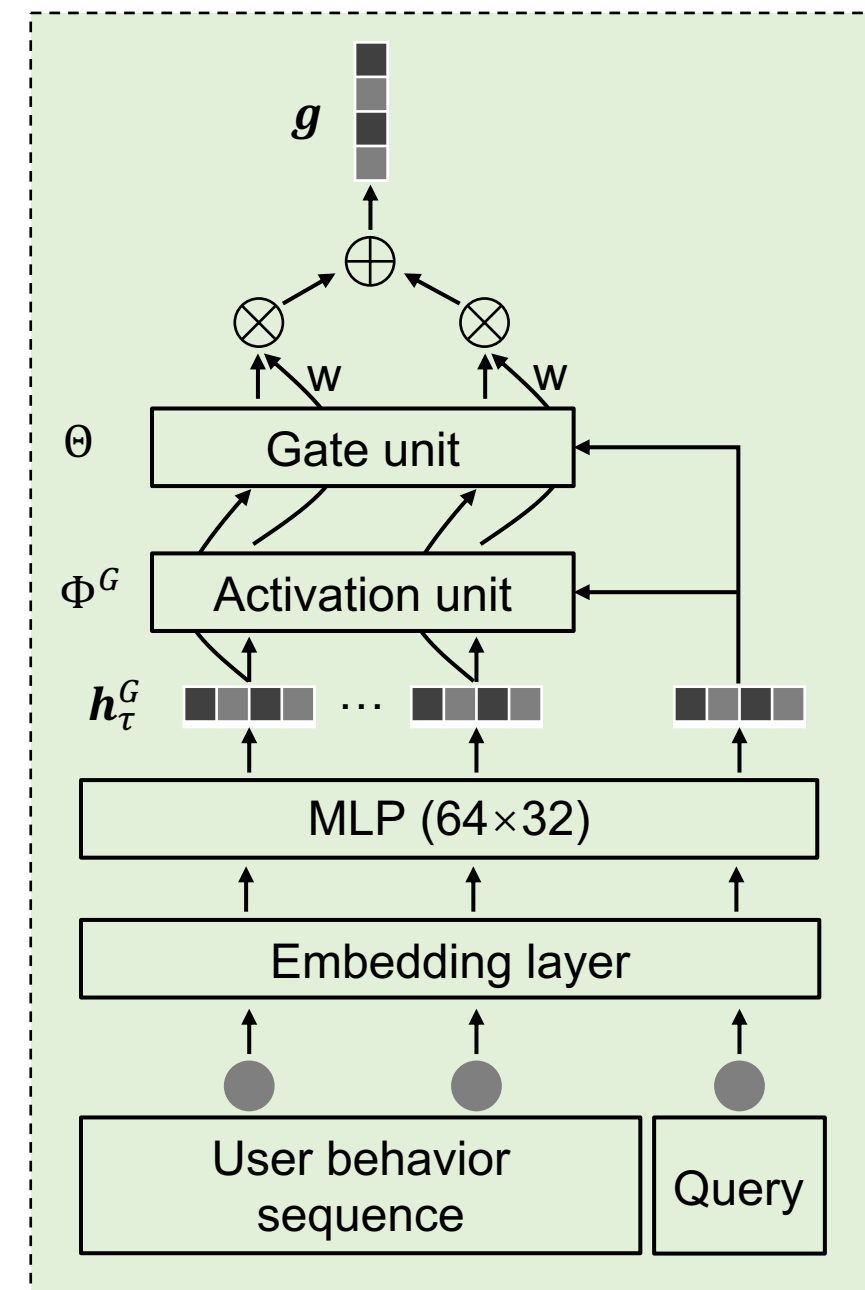 g
w w
Θ Gate unit
Φ^G Activation unit
h_τ^G ...
MLP (64×32)
Embedding layer
User behavior
sequence
Query